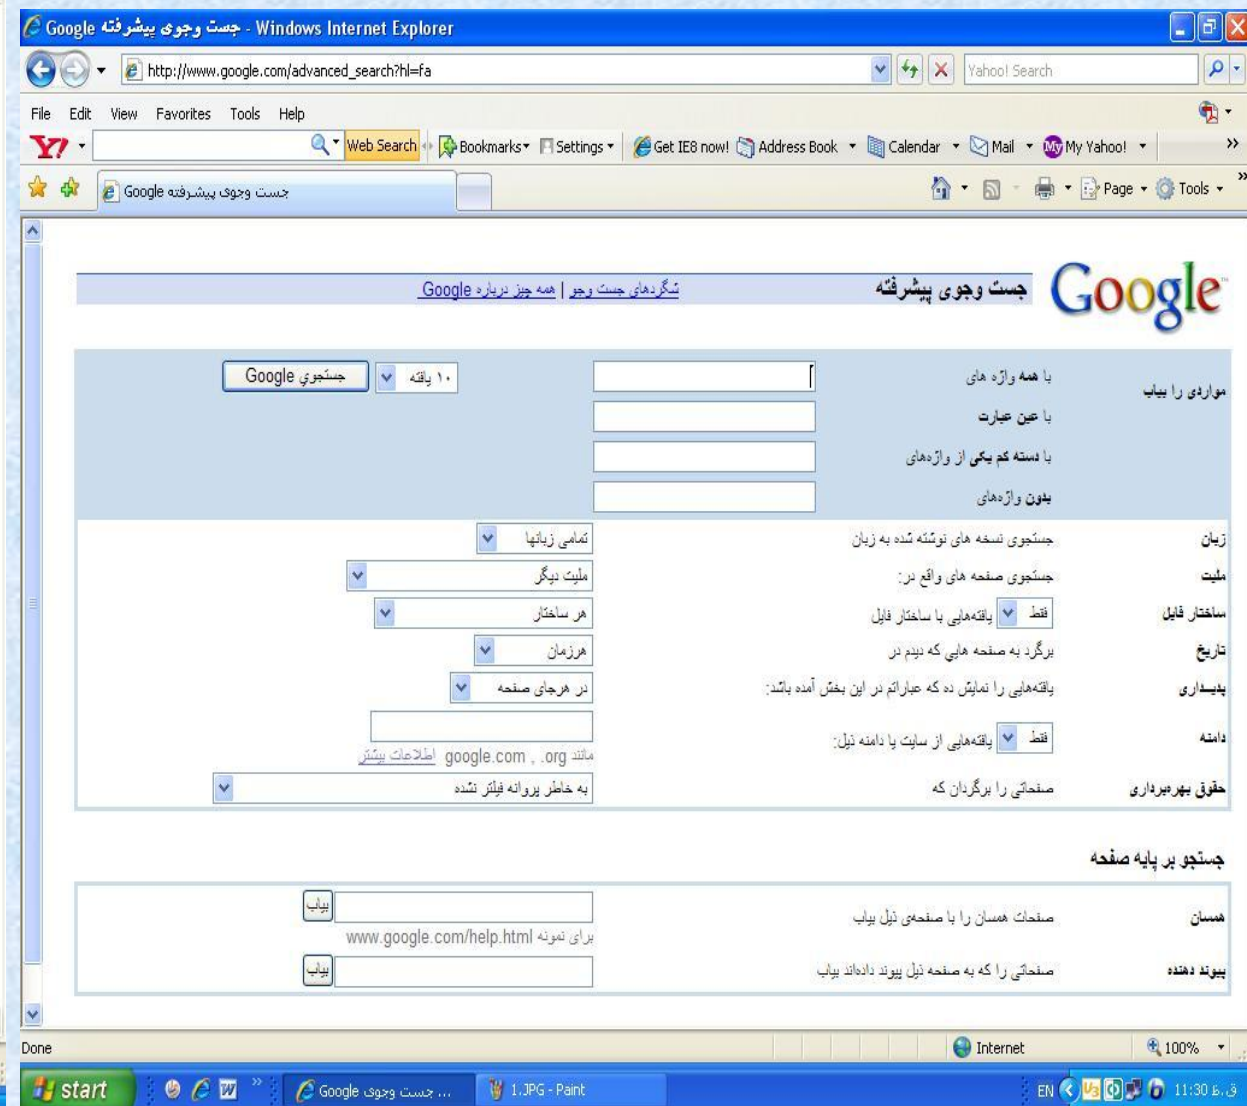 Google جست وجوی پیشرفته - Windows Internet Explorer
http://www.google.com/advanced_search?hl=fa
Yahoo! Search
File Edit View Favorites Tools Help
Y! Web Search Bookmarks Settings Get IE8 now! Address Book Calendar Mail My Yahoo! »
Google جست وجوی پیشرفته
Page Tools »
Google™
جست وجوی پیشرفته
شگردهای جست وجو | همه چیز درباره Google
مواردی را بیاب
با همه واژه های
۱۰ یافته
جستجوي Google
با عین عبارت
با دسته کم یکی از واژه‌های
بدون واژه‌های
زبان جستجوی نسخه های نوشته شده به زبان تمامی زبانها
ملیت جستجوی صفحه های واقع در: ملیت دیگر
ساختار فایل فقط یافته‌هایی با ساختار فایل هر ساختار
تاریخ برگرد به صفحه هایي که دیدم در هرزمان
پدیداری یافته‌هایی را نمایش ده که عباراتم در این بخش آمده باشد: در هرجای صفحه
دامنه فقط یافته‌هایی از سایت یا دامنه ذیل:
مانند google.com , .org اطلاعات بیشتر
حقوق بهره‌برداری صفحاتی را برگردان که به خاطر پروانه فیلتر نشده
جستجو بر پایه صفحه
همسان صفحات همسان را با صفحه‌ی ذیل بیاب بیاب
برای نمونه www.google.com/help.html
پیوند دهنده صفحاتی را که به صفحه ذیل پیوند داده‌اند بیاب بیاب
Done Internet 100%
start » Google جست وجوی ... 1.JPG - Paint EN 11:30 ق.ظ